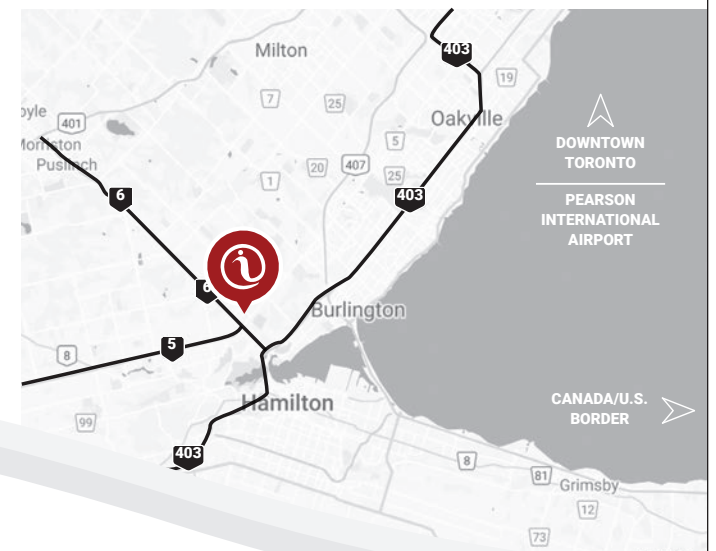 Milton
403
19
7
25
oyle
401
Oakville
Morriston
5
Puslinch
20
407
25
1
6
403
DOWNTOWN
TORONTO
PEARSON
INTERNATIONAL
AIRPORT
i
6
Burlington
5
8
Hamilton
99
403
CANADA/U.S.
BORDER
8
81
Grimsby
12
73